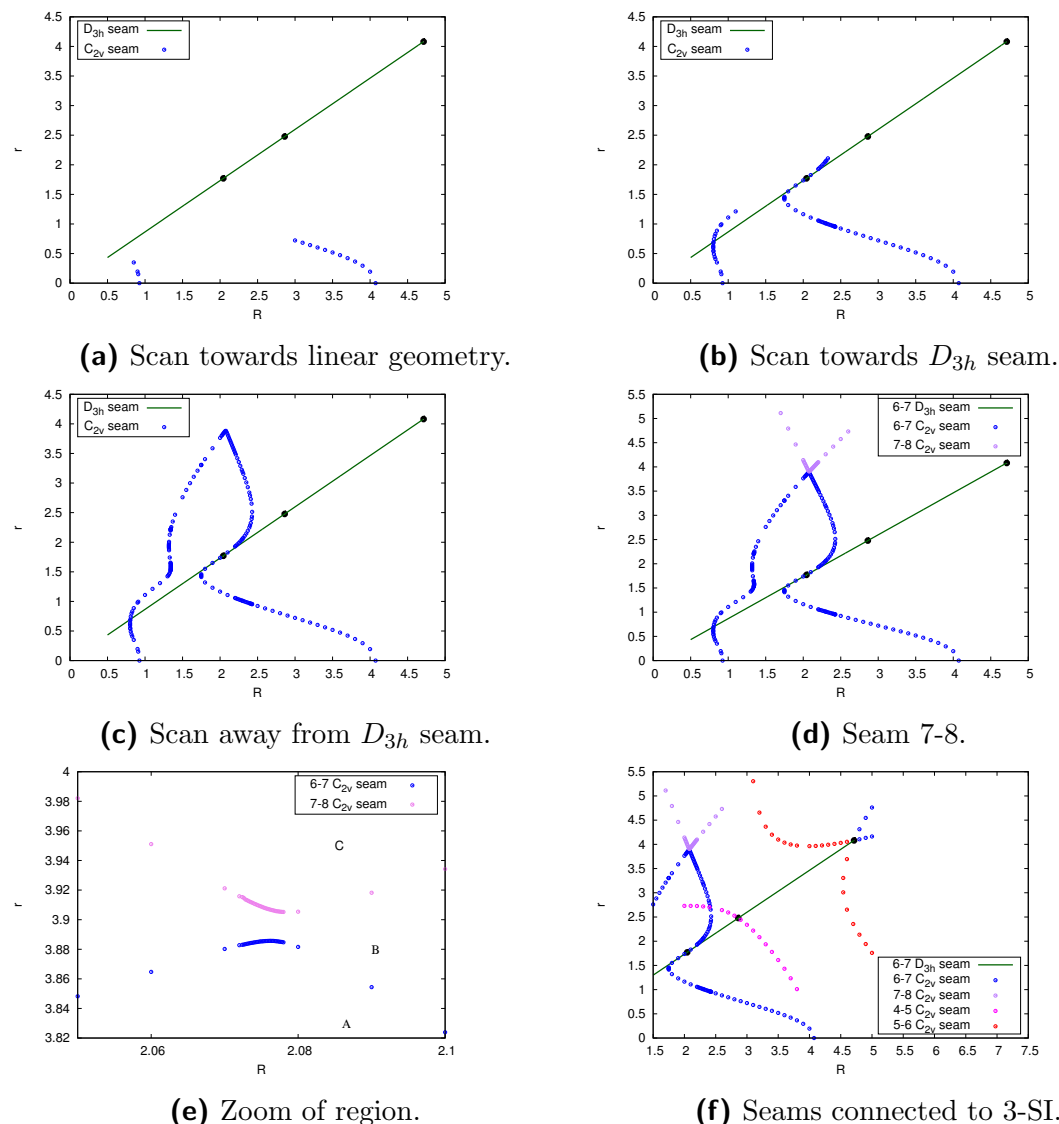 D3h seam
C2v seam
4.5
4
3.5
3
2.5
2
1.5
1
0.5
0
r
0 0.5 1 1.5 2 2.5 3 3.5 4 4.5 5
R
(a) Scan towards linear geometry.
D3h seam
C2v seam
4.5
4
3.5
3
2.5
2
1.5
1
0.5
0
r
0 0.5 1 1.5 2 2.5 3 3.5 4 4.5 5
R
(b) Scan towards D3h seam.
D3h seam
C2v seam
4.5
4
3.5
3
2.5
2
1.5
1
0.5
0
r
0 0.5 1 1.5 2 2.5 3 3.5 4 4.5 5
R
(c) Scan away from D3h seam.
6-7 D3h seam
6-7 C2v seam
7-8 C2v seam
5.5
5
4.5
4
3.5
3
2.5
2
1.5
1
0.5
0
r
0 0.5 1 1.5 2 2.5 3 3.5 4 4.5 5
R
(d) Seam 7-8.
6-7 C2v seam
7-8 C2v seam
4
3.98
3.96
3.94
3.92
3.9
3.88
3.86
3.84
3.82
r
C
B
A
2.06 2.08 2.1
R
(e) Zoom of region.
5.5
5
4.5
4
3.5
3
2.5
2
1.5
1
0.5
0
r
6-7 D3h seam
6-7 C2v seam
7-8 C2v seam
4-5 C2v seam
5-6 C2v seam
1.5 2 2.5 3 3.5 4 4.5 5 5.5 6 6.5 7 7.5
R
(f) Seams connected to 3-SI.